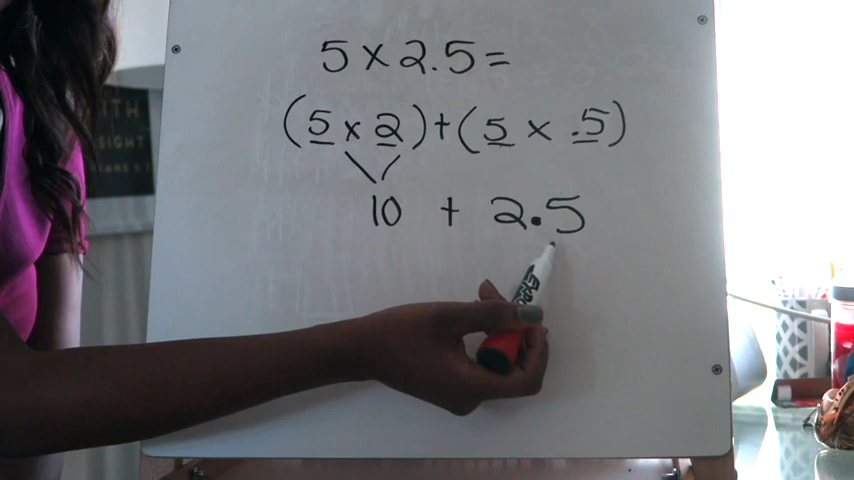 5 x 2.5 =
(5 x 2) + (5 x .5)
10 + 2.5